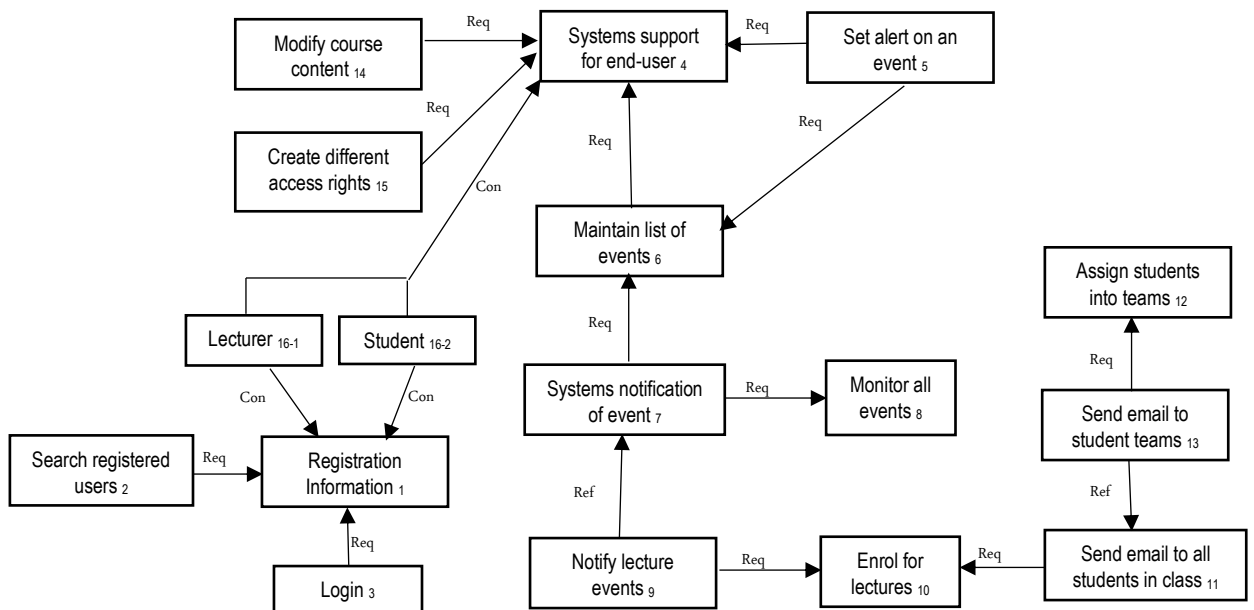 Req
Req
Modify course
content 14
Systems support
for end-user 4
Set alert on an
event 5
Req
Req
Create different
access rights 15
Req
Con
Maintain list of
events 6
Assign students
into teams 12
Lecturer 16-1
Student 16-2
Req
Req
Con
Con
Systems notification
of event 7
Req
Monitor all
events 8
Send email to
student teams 13
Search registered
users 2
Req
Registration
Information 1
Ref
Ref
Req
Notify lecture
events 9
Req
Enrol for
lectures 10
Req
Send email to all
students in class 11
Login 3